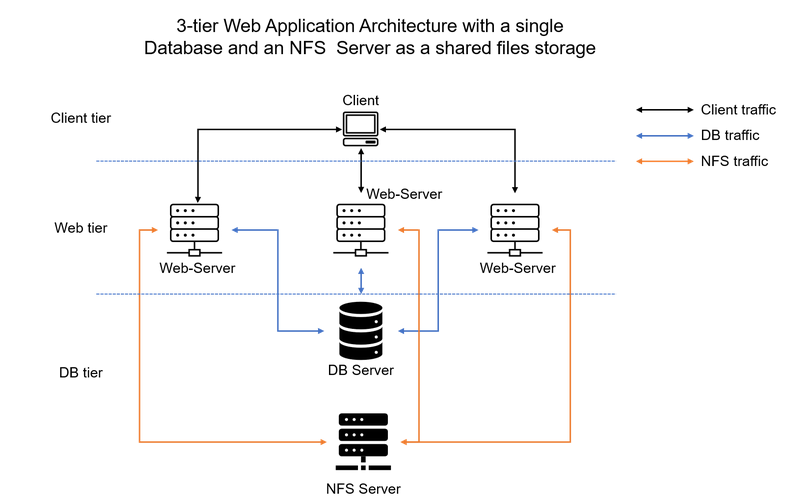 3-tier Web Application Architecture with a single
Database and an NFS Server as a shared files storage
Client
Client tier
Client traffic
DB traffic
NFS traffic
Web-Server
Web tier
Web-Server
Web-Server
DB Server
DB tier
NFS Server